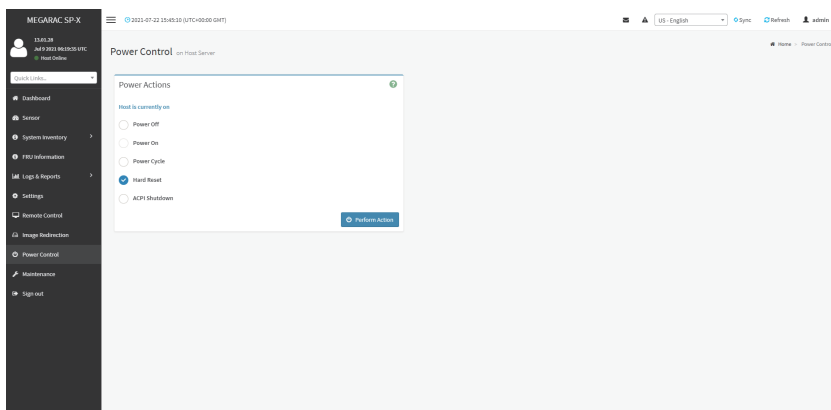 MEGARAC SP-X
2021-07-22 15:45:10 (UTC+00:00 GMT)
US - English
Sync
Refresh
admin
13.01.28
Jul 9 2021 06:19:35 UTC
Host Online
Power Control on Host Server
Home
Power Contro
Quick Links...
Dashboard
Sensor
System Inventory
FRU Information
Logs & Reports
Settings
Remote Control
Image Redirection
Power Control
Maintenance
Sign out
Power Actions
Host is currently on
Power Off
Power On
Power Cycle
Hard Reset
ACPI Shutdown
Perform Action